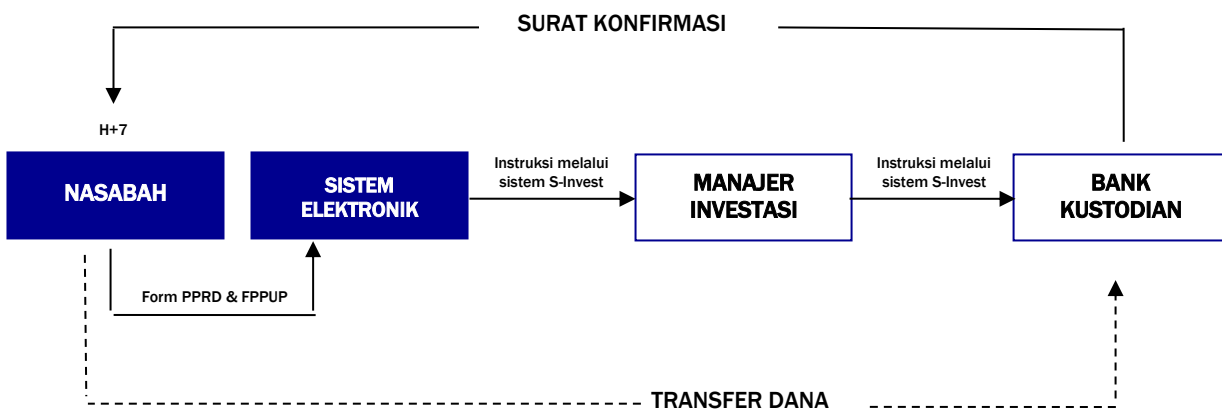 SURAT KONFIRMASI
H+7
NASABAH
SISTEM
ELEKTRONIK
Instruksi melalui
sistem S-Invest
MANAJER
INVESTASI
Instruksi melalui
sistem S-Invest
BANK
KUSTODIAN
Form PPRD & FPPUP
TRANSFER DANA